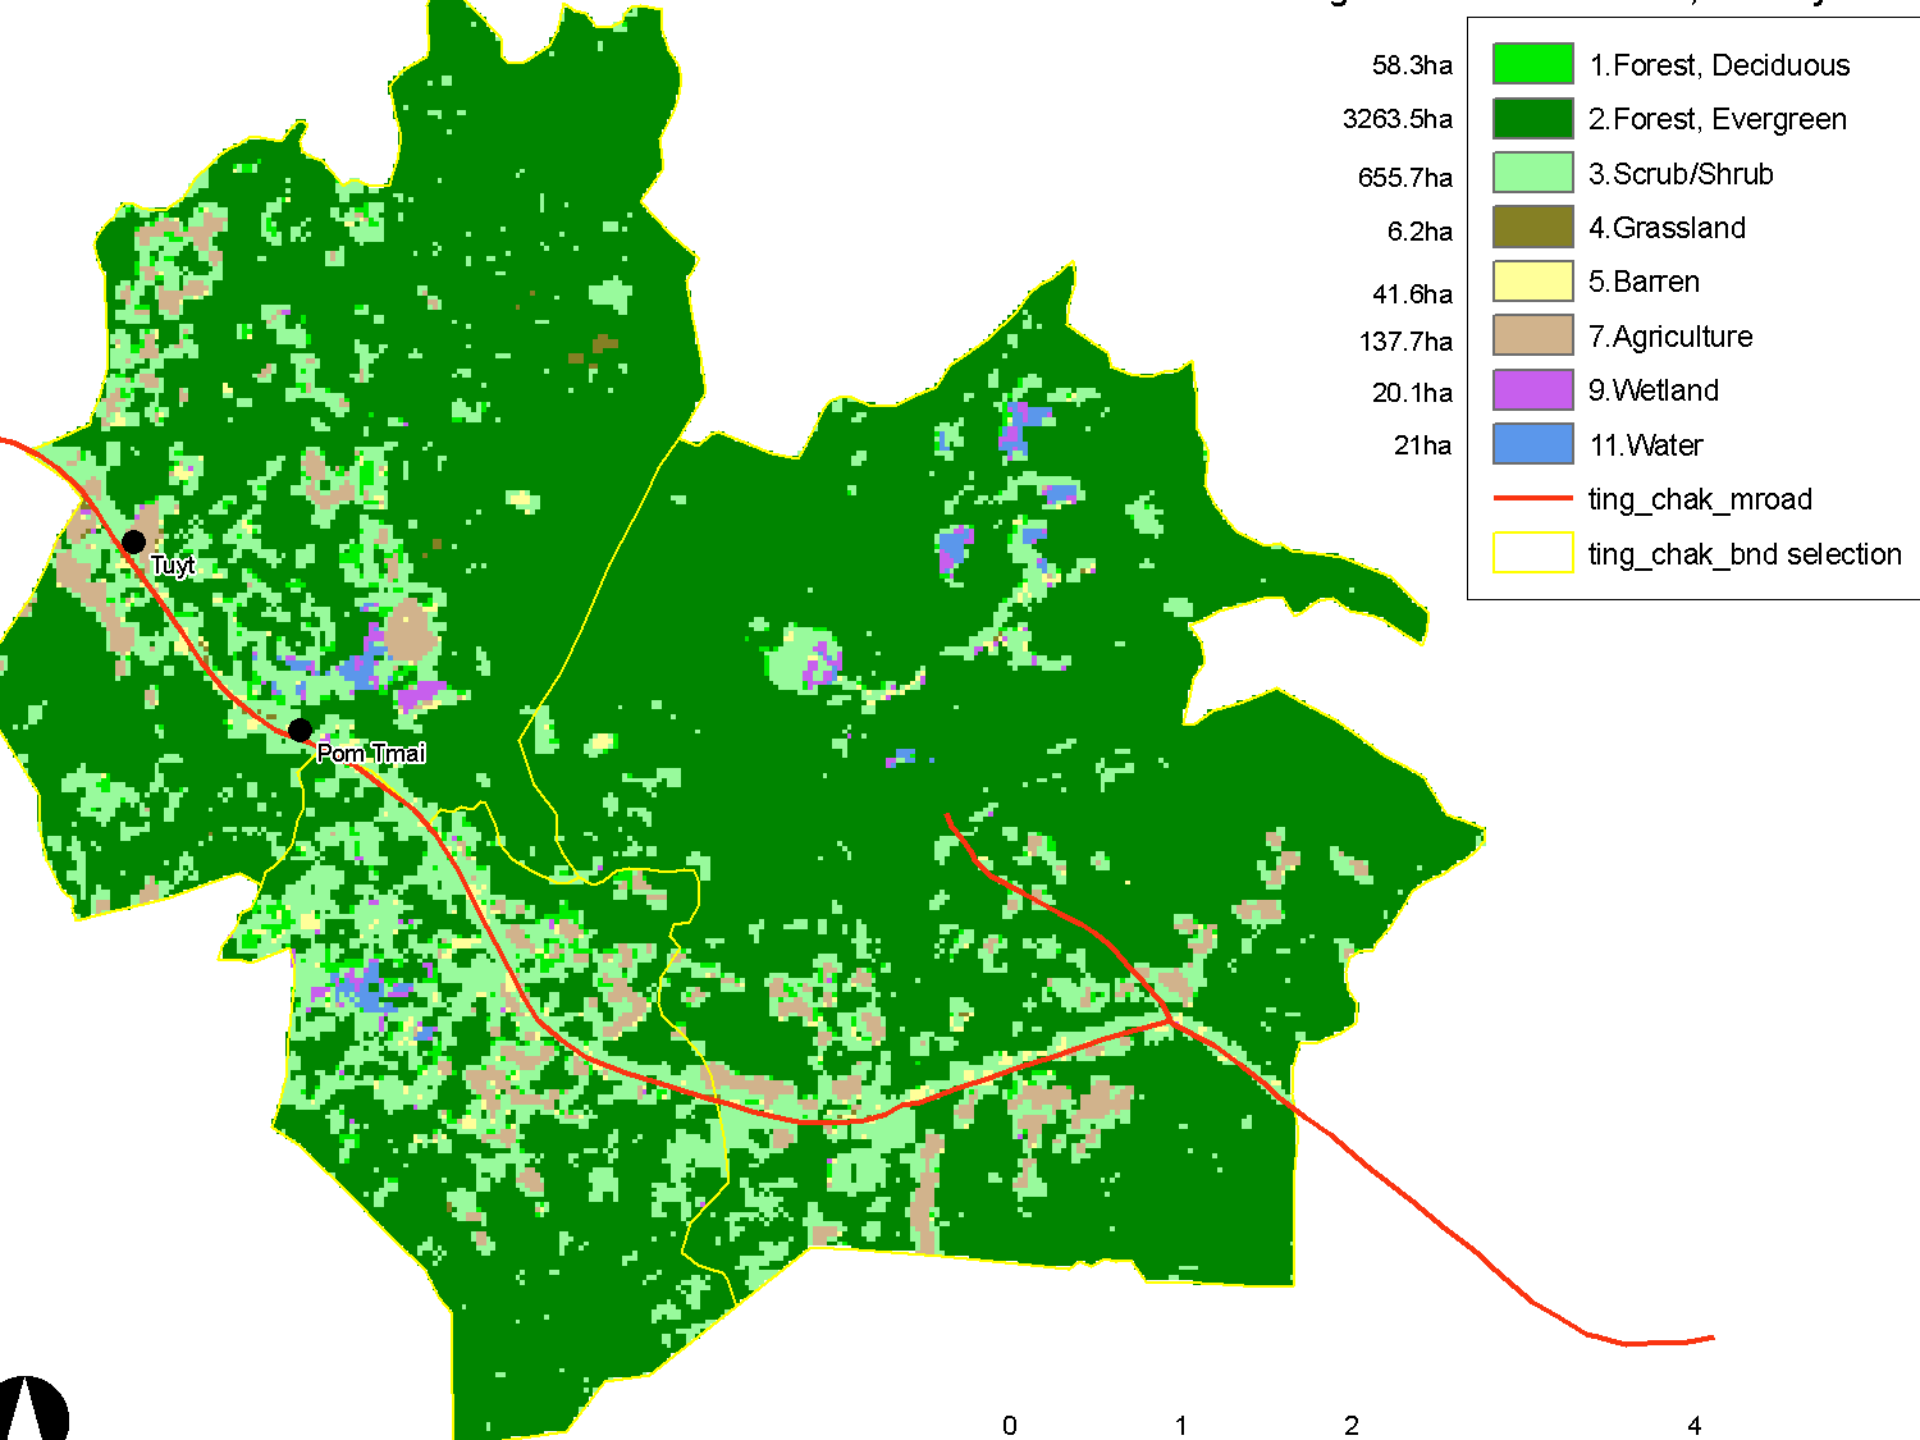 58.3ha 1.Forest, Deciduous
3263.5ha 2.Forest, Evergreen
655.7ha 3.Scrub/Shrub
6.2ha 4.Grassland
41.6ha 5.Barren
137.7ha 7.Agriculture
20.1ha 9.Wetland
21ha 11.Water
ting_chak_mroad
ting_chak_bnd selection
Tuyt
Pom Tmai
0 1 2 4